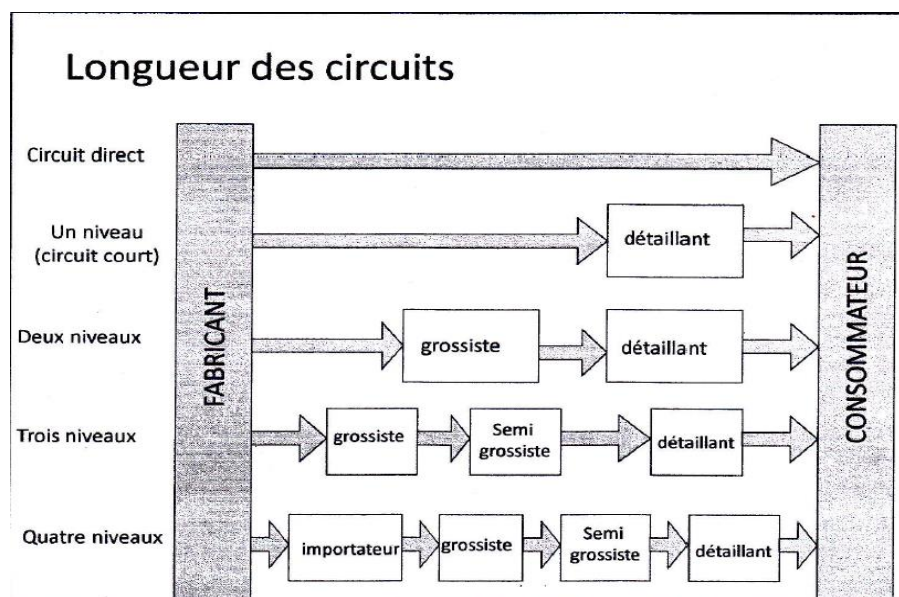 Longueur des circuits
Circuit direct
Un niveau
(circuit court)
détaillant
Deux niveaux
grossiste
détaillant
Trois niveaux
grossiste
Semi
grossiste
détaillant
Quatre niveaux
importateur
grossiste
Semi
grossiste
détaillant
FABRICANT
CONSOMMATEUR